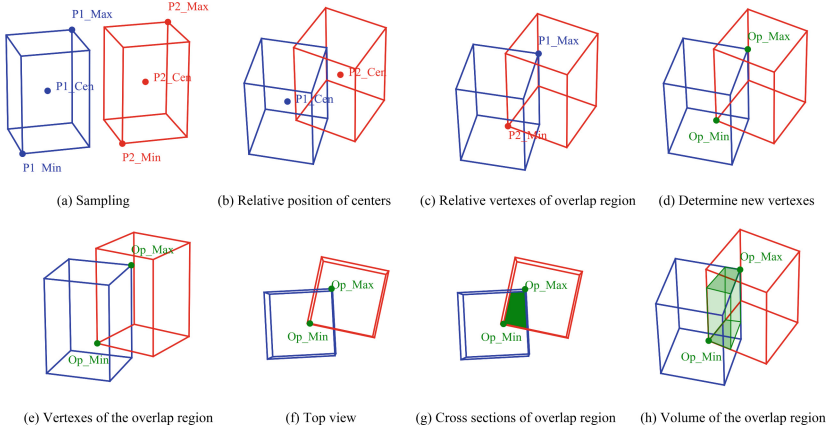 P1_Max
P2_Max
P1_Cen
P2_Cen
P1_Min
P2_Min
(a) Sampling
P2_Cen
P1_Cen
(b) Relative position of centers
P1_Max
P2_Min
(c) Relative vertexes of overlap region
Op_Max
Op_Min
(d) Determine new vertexes
Op_Max
Op_Min
(e) Vertexes of the overlap region
Op_Max
Op_Min
(f) Top view
Op_Max
Op_Min
(g) Cross sections of overlap region
Op_Max
Op_Min
(h) Volume of the overlap region